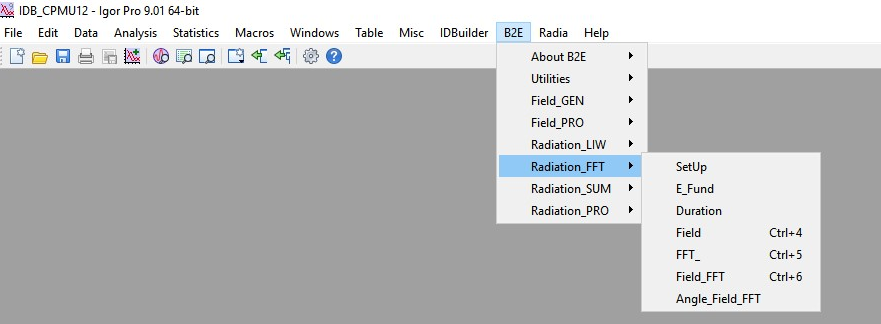 IDB_CPMU12 - Igor Pro 9.01 64-bit
File Edit Data Analysis Statistics Macros Windows Table Misc IDBuilder B2E Radia Help
About B2E
Utilities
Field_GEN
Field_PRO
Radiation_LIW
Radiation_FFT
Radiation_SUM
Radiation_PRO
SetUp
E_Fund
Duration
Field Ctrl+4
FFT_ Ctrl+5
Field_FFT Ctrl+6
Angle_Field_FFT